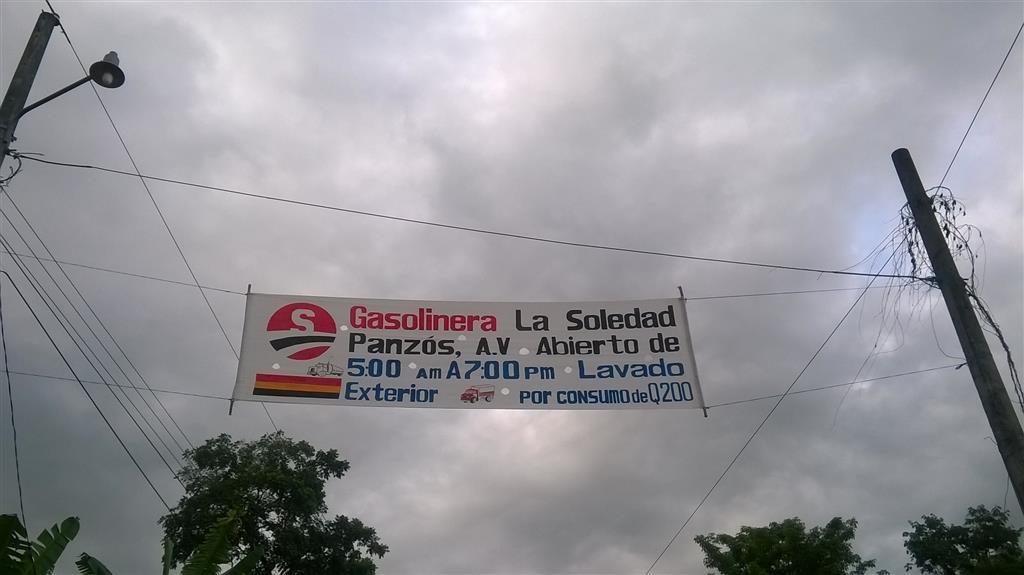 S
Gasolinera La Soledad
Panzós, A.V Abierto de
5:00 AM A 7:00 PM Lavado
Exterior POR CONSUMO de Q200